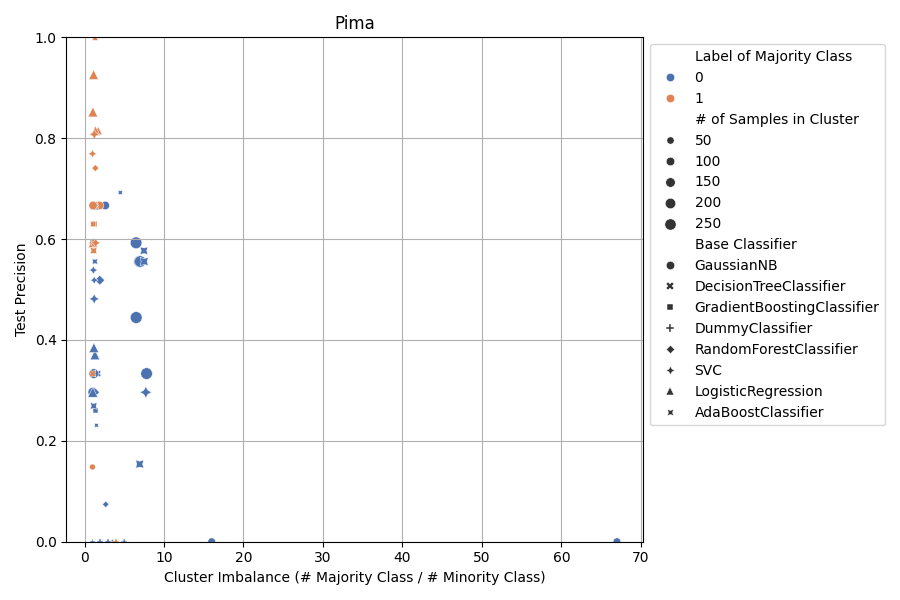 Pima
1.0
0.8
0.6
0.4
0.2
0.0
Test Precision
0
10
20
30
40
50
60
70
Cluster Imbalance (# Majority Class / # Minority Class)
Label of Majority Class
0
1
# of Samples in Cluster
50
100
150
200
250
Base Classifier
GaussianNB
DecisionTreeClassifier
GradientBoostingClassifier
DummyClassifier
RandomForestClassifier
SVC
LogisticRegression
AdaBoostClassifier